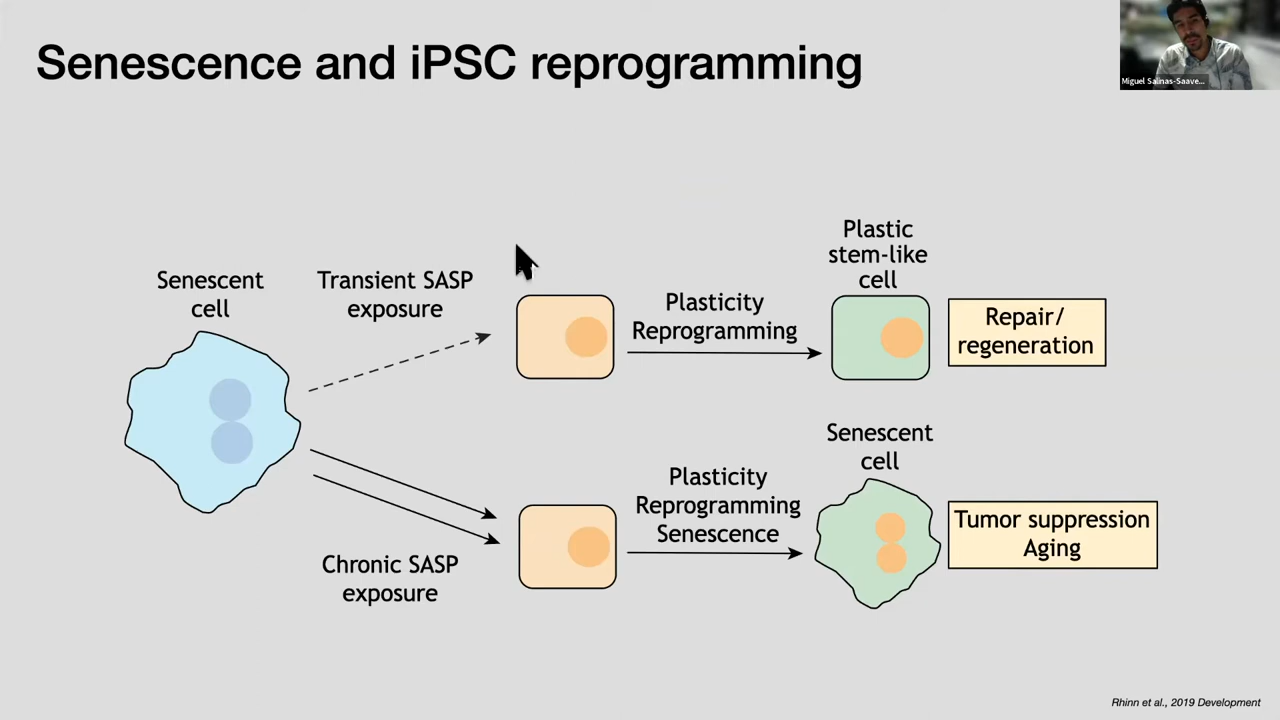 Senescence and iPSC reprogramming
Miguel Salinas-Saave...
Senescent
cell
Transient SASP
exposure
Plasticity
Reprogramming
Plastic
stem-like
cell
Repair/
regeneration
Chronic SASP
exposure
Plasticity
Reprogramming
Senescence
Senescent
cell
Tumor suppression
Aging
Rhinn et al., 2019 Development